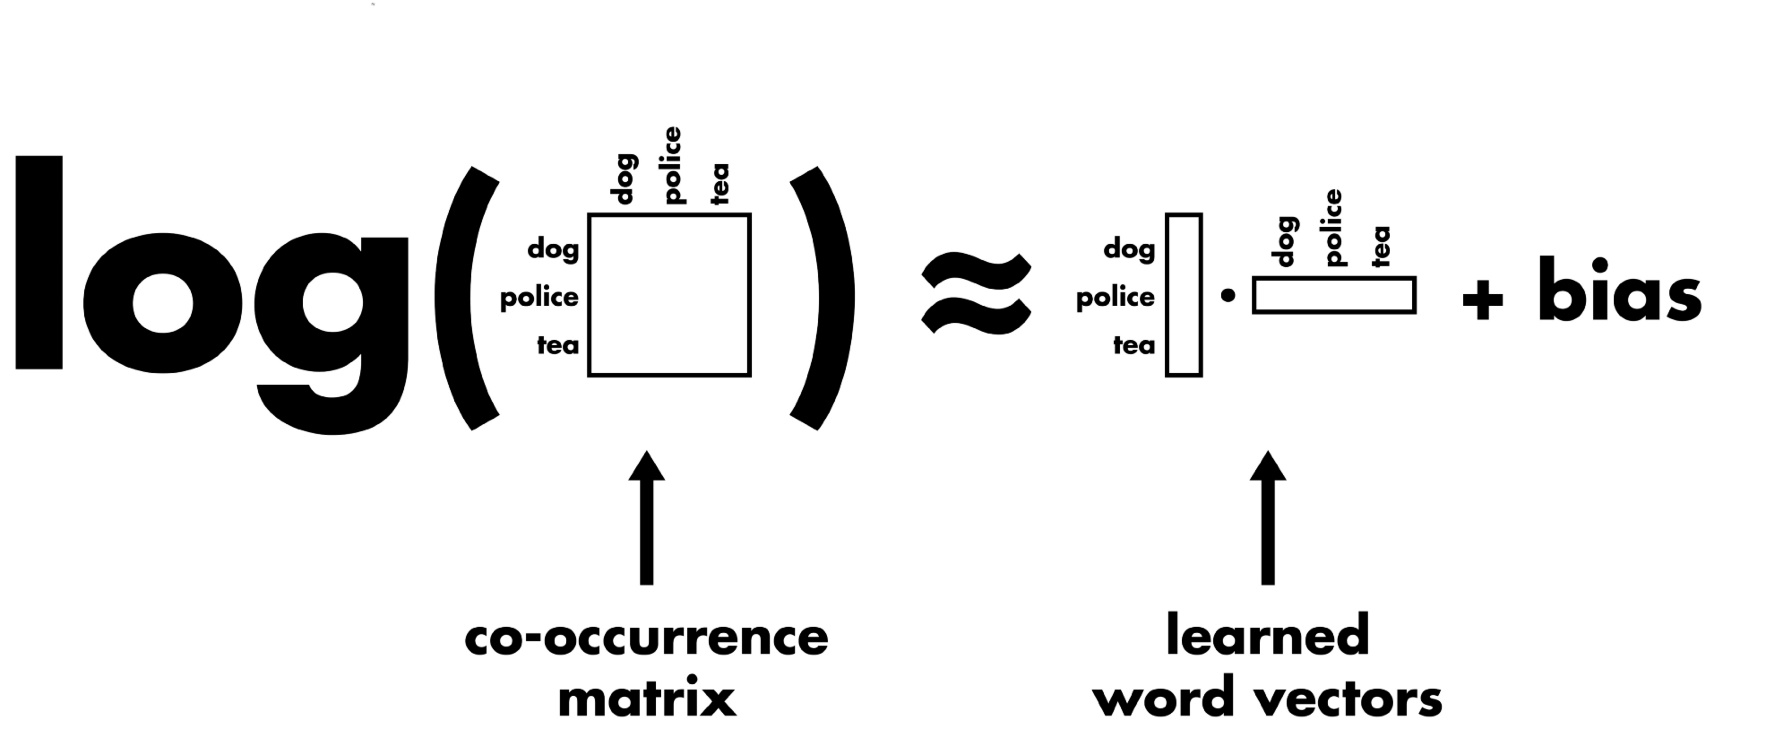 log(
dog police tea
dog
police
tea
)
≈
dog
police
tea
·
dog police tea
+ bias
co-occurrence
matrix
learned
word vectors